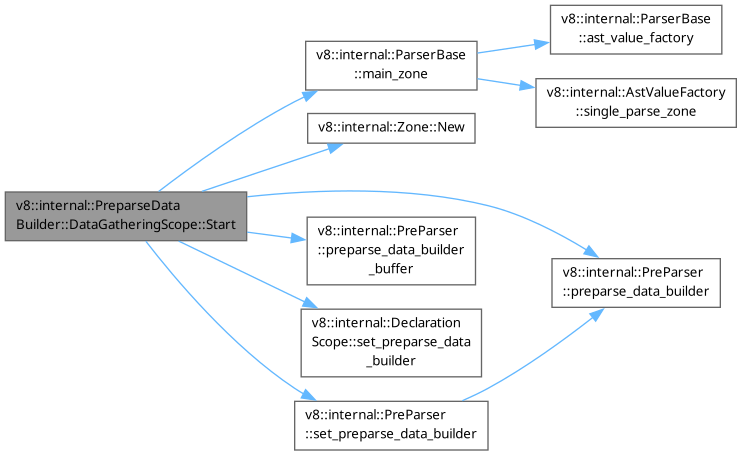 v8::internal::ParserBase
::ast_value_factory
v8::internal::ParserBase
::main_zone
v8::internal::AstValueFactory
::single_parse_zone
v8::internal::Zone::New
v8::internal::PreparseData
Builder::DataGatheringScope::Start
v8::internal::PreParser
::preparse_data_builder
_buffer
v8::internal::PreParser
::preparse_data_builder
v8::internal::Declaration
Scope::set_preparse_data
_builder
v8::internal::PreParser
::set_preparse_data_builder